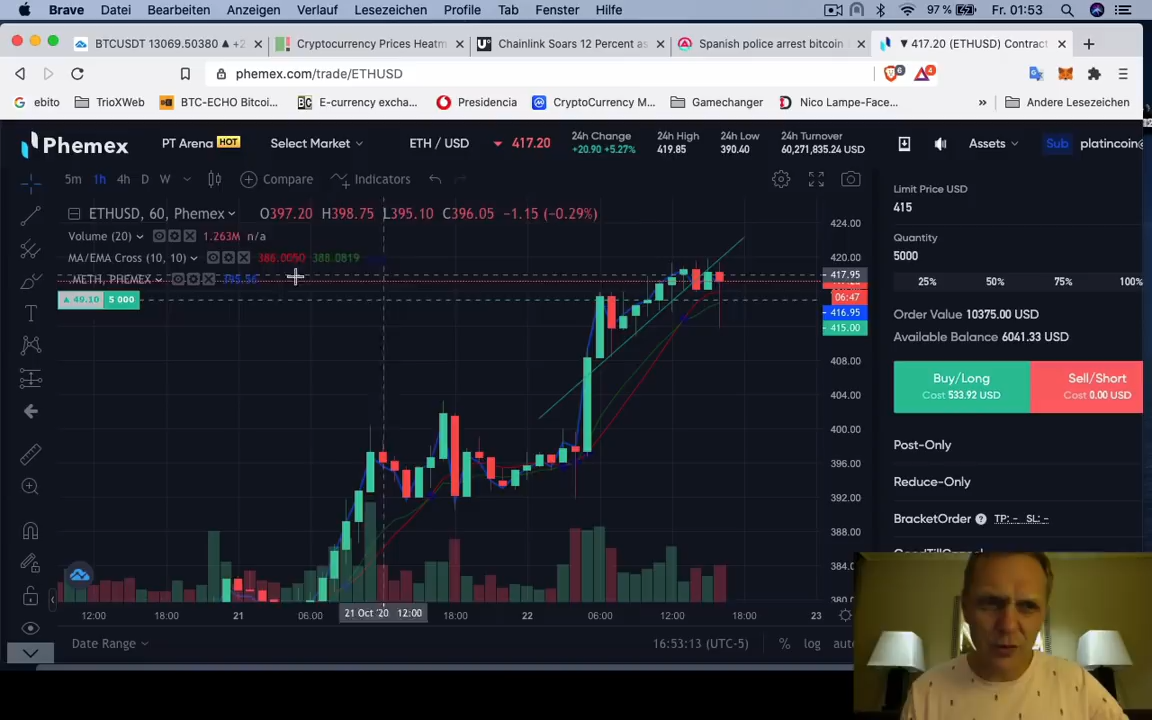 Brave Datei Bearbeiten Anzeigen Verlauf Lesezeichen Profile Tab Fenster Hilfe 97 % Fr. 01:53
BTCUSDT 13069.50380 ▲ +2 × Cryptocurrency Prices Heatm × Chainlink Soars 12 Percent as × Spanish police arrest bitcoin × ▼ 417.20 (ETHUSD) Contract × +
phemex.com/trade/ETHUSD 6 4
ebito TrioXWeb BTC-ECHO Bitcoi... E-currency excha... Presidencia CryptoCurrency M... Gamechanger Nico Lampe-Face... » Andere Lesezeichen
Phemex PT Arena HOT Select Market ETH / USD ▼ 417.20 Assets Sub platincoin@
24h Change 24h High 24h Low 24h Turnover
+20.90 +5.27% 419.85 390.40 60,271,835.24 USD
5m 1h 4h D W Compare Indicators
ETHUSD, 60, Phemex O397.20 H398.75 L395.10 C396.05 −1.15 (−0.29%)
Volume (20) 1.263M n/a
MA/EMA Cross (10, 10) 386.0050 388.0819
.METH, PHEMEX
▲ 49.10 5 000
424.00
420.00
417.95
06:47
416.95
415.00
408.00
404.00
400.00
396.00
392.00
388.00
384.00
380.00
12:00 18:00 21 06:00 21 Oct '20 12:00 18:00 22 06:00 12:00 18:00 23
Date Range 16:53:13 (UTC-5) % log auto
Limit Price USD
415
Quantity
5000
25% 50% 75% 100%
Order Value 10375.00 USD
Available Balance 6041.33 USD
Buy/Long Sell/Short
Cost 533.92 USD Cost 0.00 USD
Post-Only
Reduce-Only
BracketOrder ? TP: - SL: -